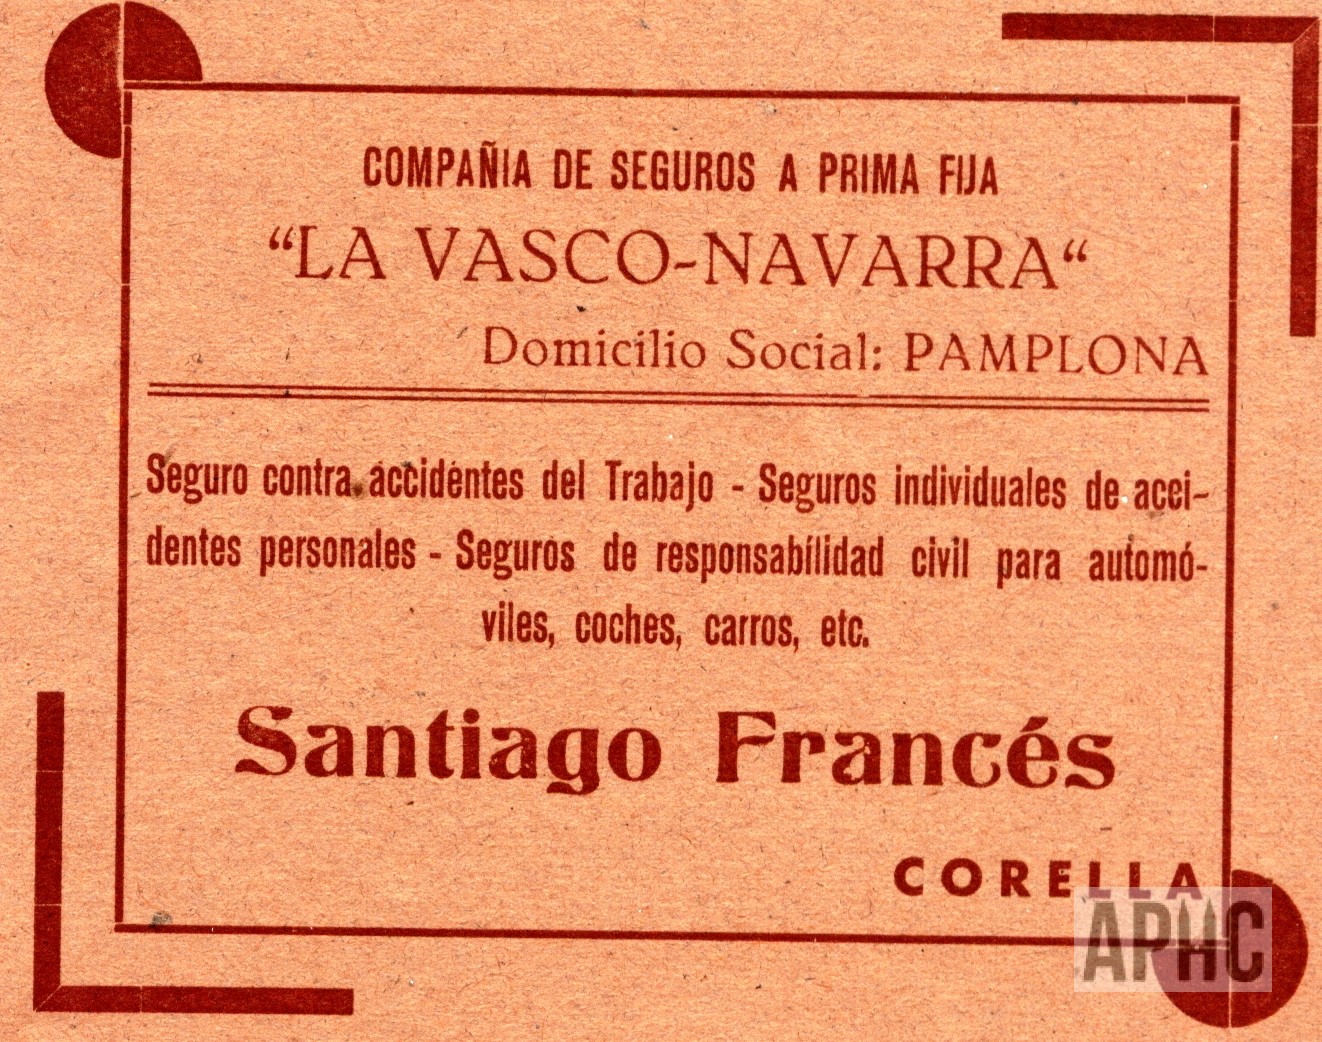 COMPAÑIA DE SEGUROS A PRIMA FIJA
“LA VASCO-NAVARRA“
Domicilio Social: PAMPLONA
Seguro contra accidentes del Trabajo - Seguros individuales de acci-
dentes personales - Seguros de responsabilidad civil para automó-
viles, coches, carros, etc.
Santiago Francés
CORELLA
APHC